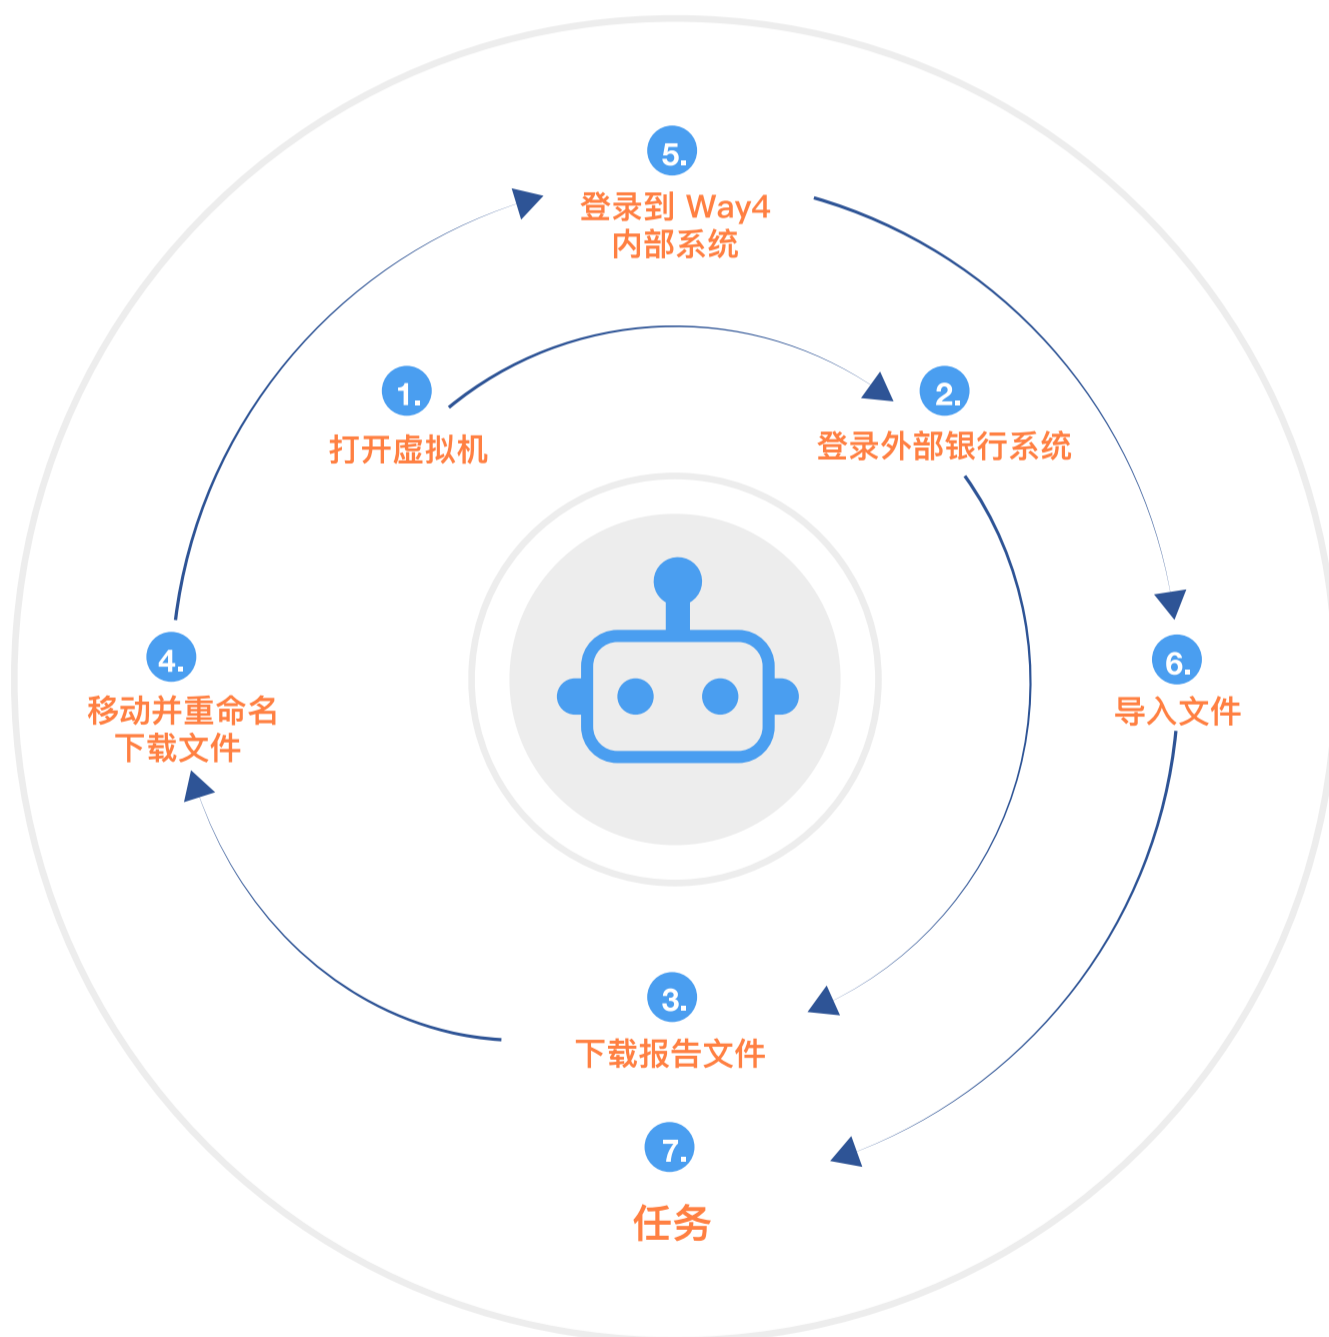 1.
打开虚拟机
2.
登录外部银行系统
3.
下载报告文件
4.
移动并重命名
下载文件
5.
登录到 Way4
内部系统
6.
导入文件
7.
任务